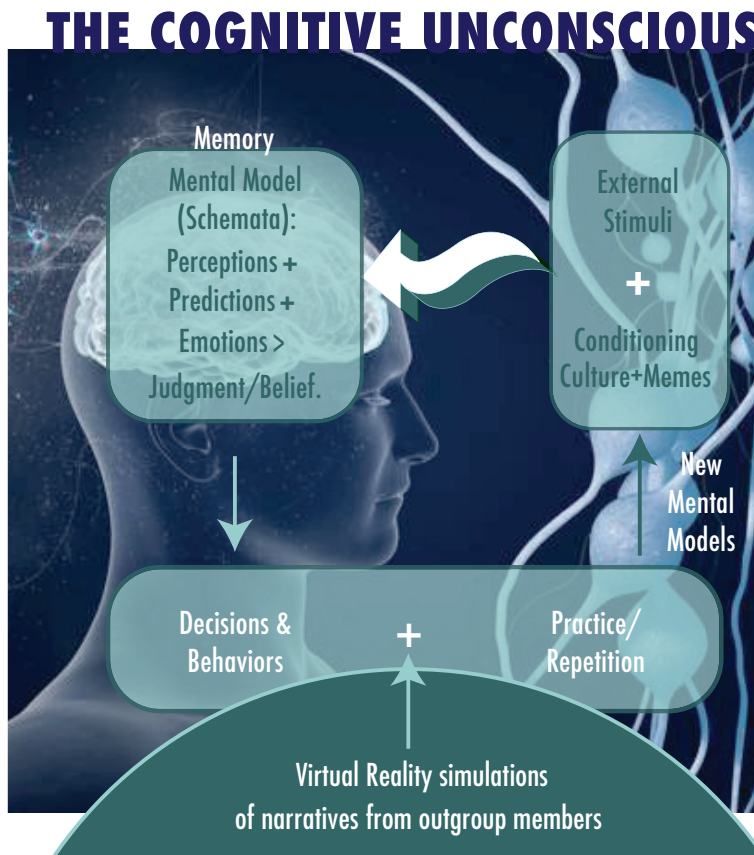 THE COGNITIVE UNCONSCIOUS
Memory
Mental Model
(Schemata):
Perceptions +
Predictions +
Emotions >
Judgment/Belief.
External
Stimuli
+
Conditioning
Culture+Memes
New
Mental
Models
Decisions &
Behaviors
+
Practice/
Repetition
Virtual Reality simulations
of narratives from outgroup members